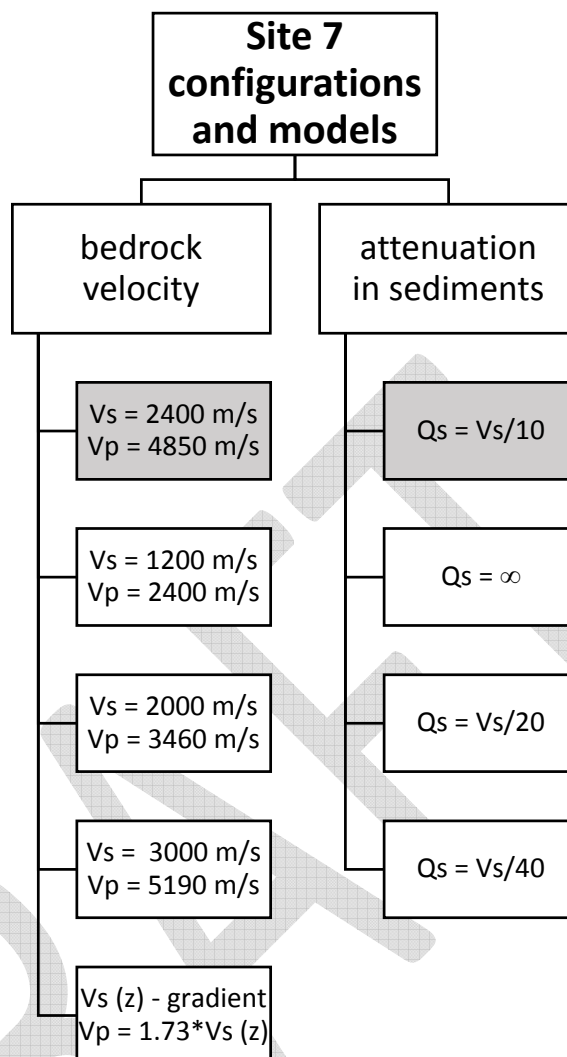 Site 7
configurations
and models
bedrock
velocity
attenuation
in sediments
Vs = 2400 m/s
Vp = 4850 m/s
Qs = Vs/10
Vs = 1200 m/s
Vp = 2400 m/s
Qs = ∞
Vs = 2000 m/s
Vp = 3460 m/s
Qs = Vs/20
Vs =  3000 m/s
Vp = 5190 m/s
Qs = Vs/40
Vs (z) - gradient
Vp = 1.73*Vs (z)